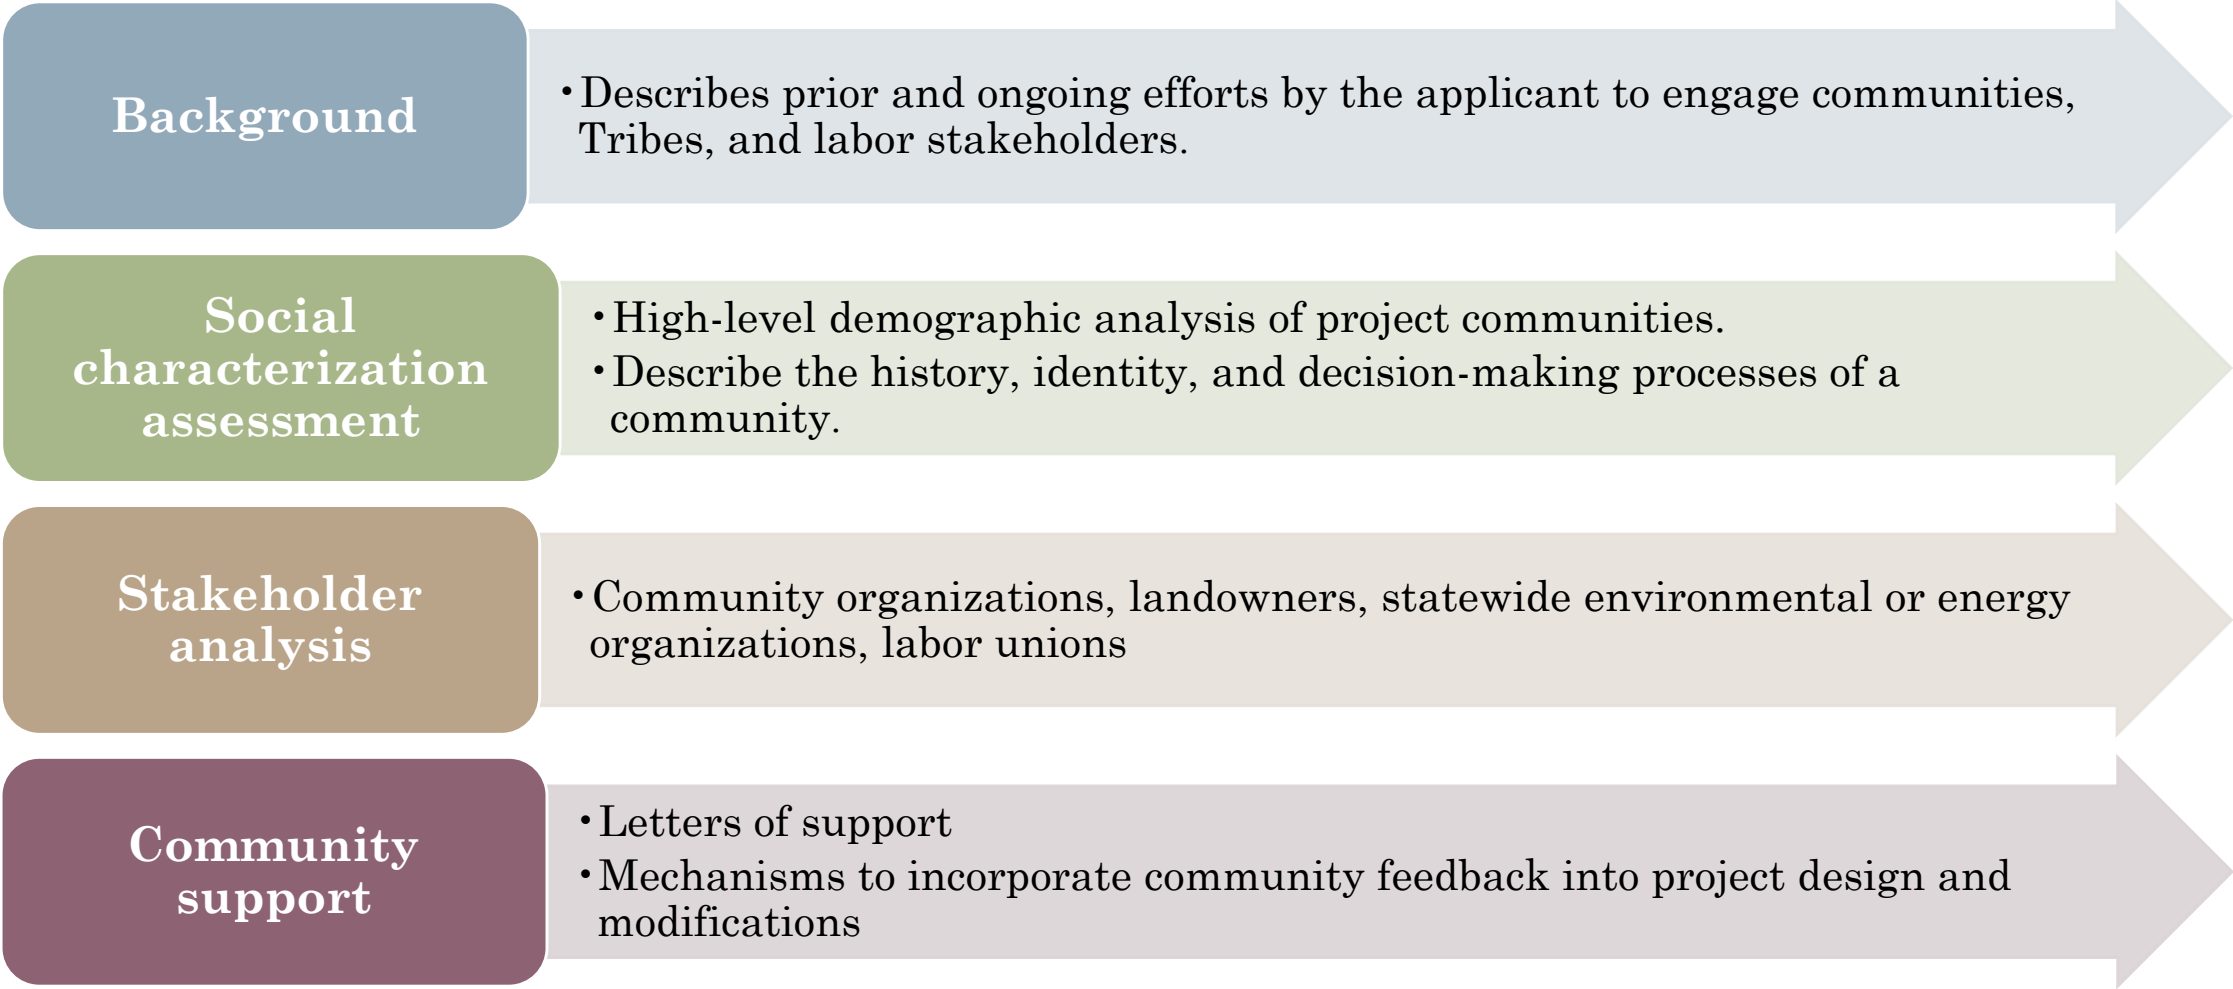 Background
•Describes prior and ongoing efforts by the applicant to engage communities,
Tribes, and labor stakeholders.
Social
characterization
assessment
•High-level demographic analysis of project communities.
•Describe the history, identity, and decision-making processes of a
community.
Stakeholder
analysis
•Community organizations, landowners, statewide environmental or energy
organizations, labor unions
Community
support
•Letters of support
•Mechanisms to incorporate community feedback into project design and
modifications